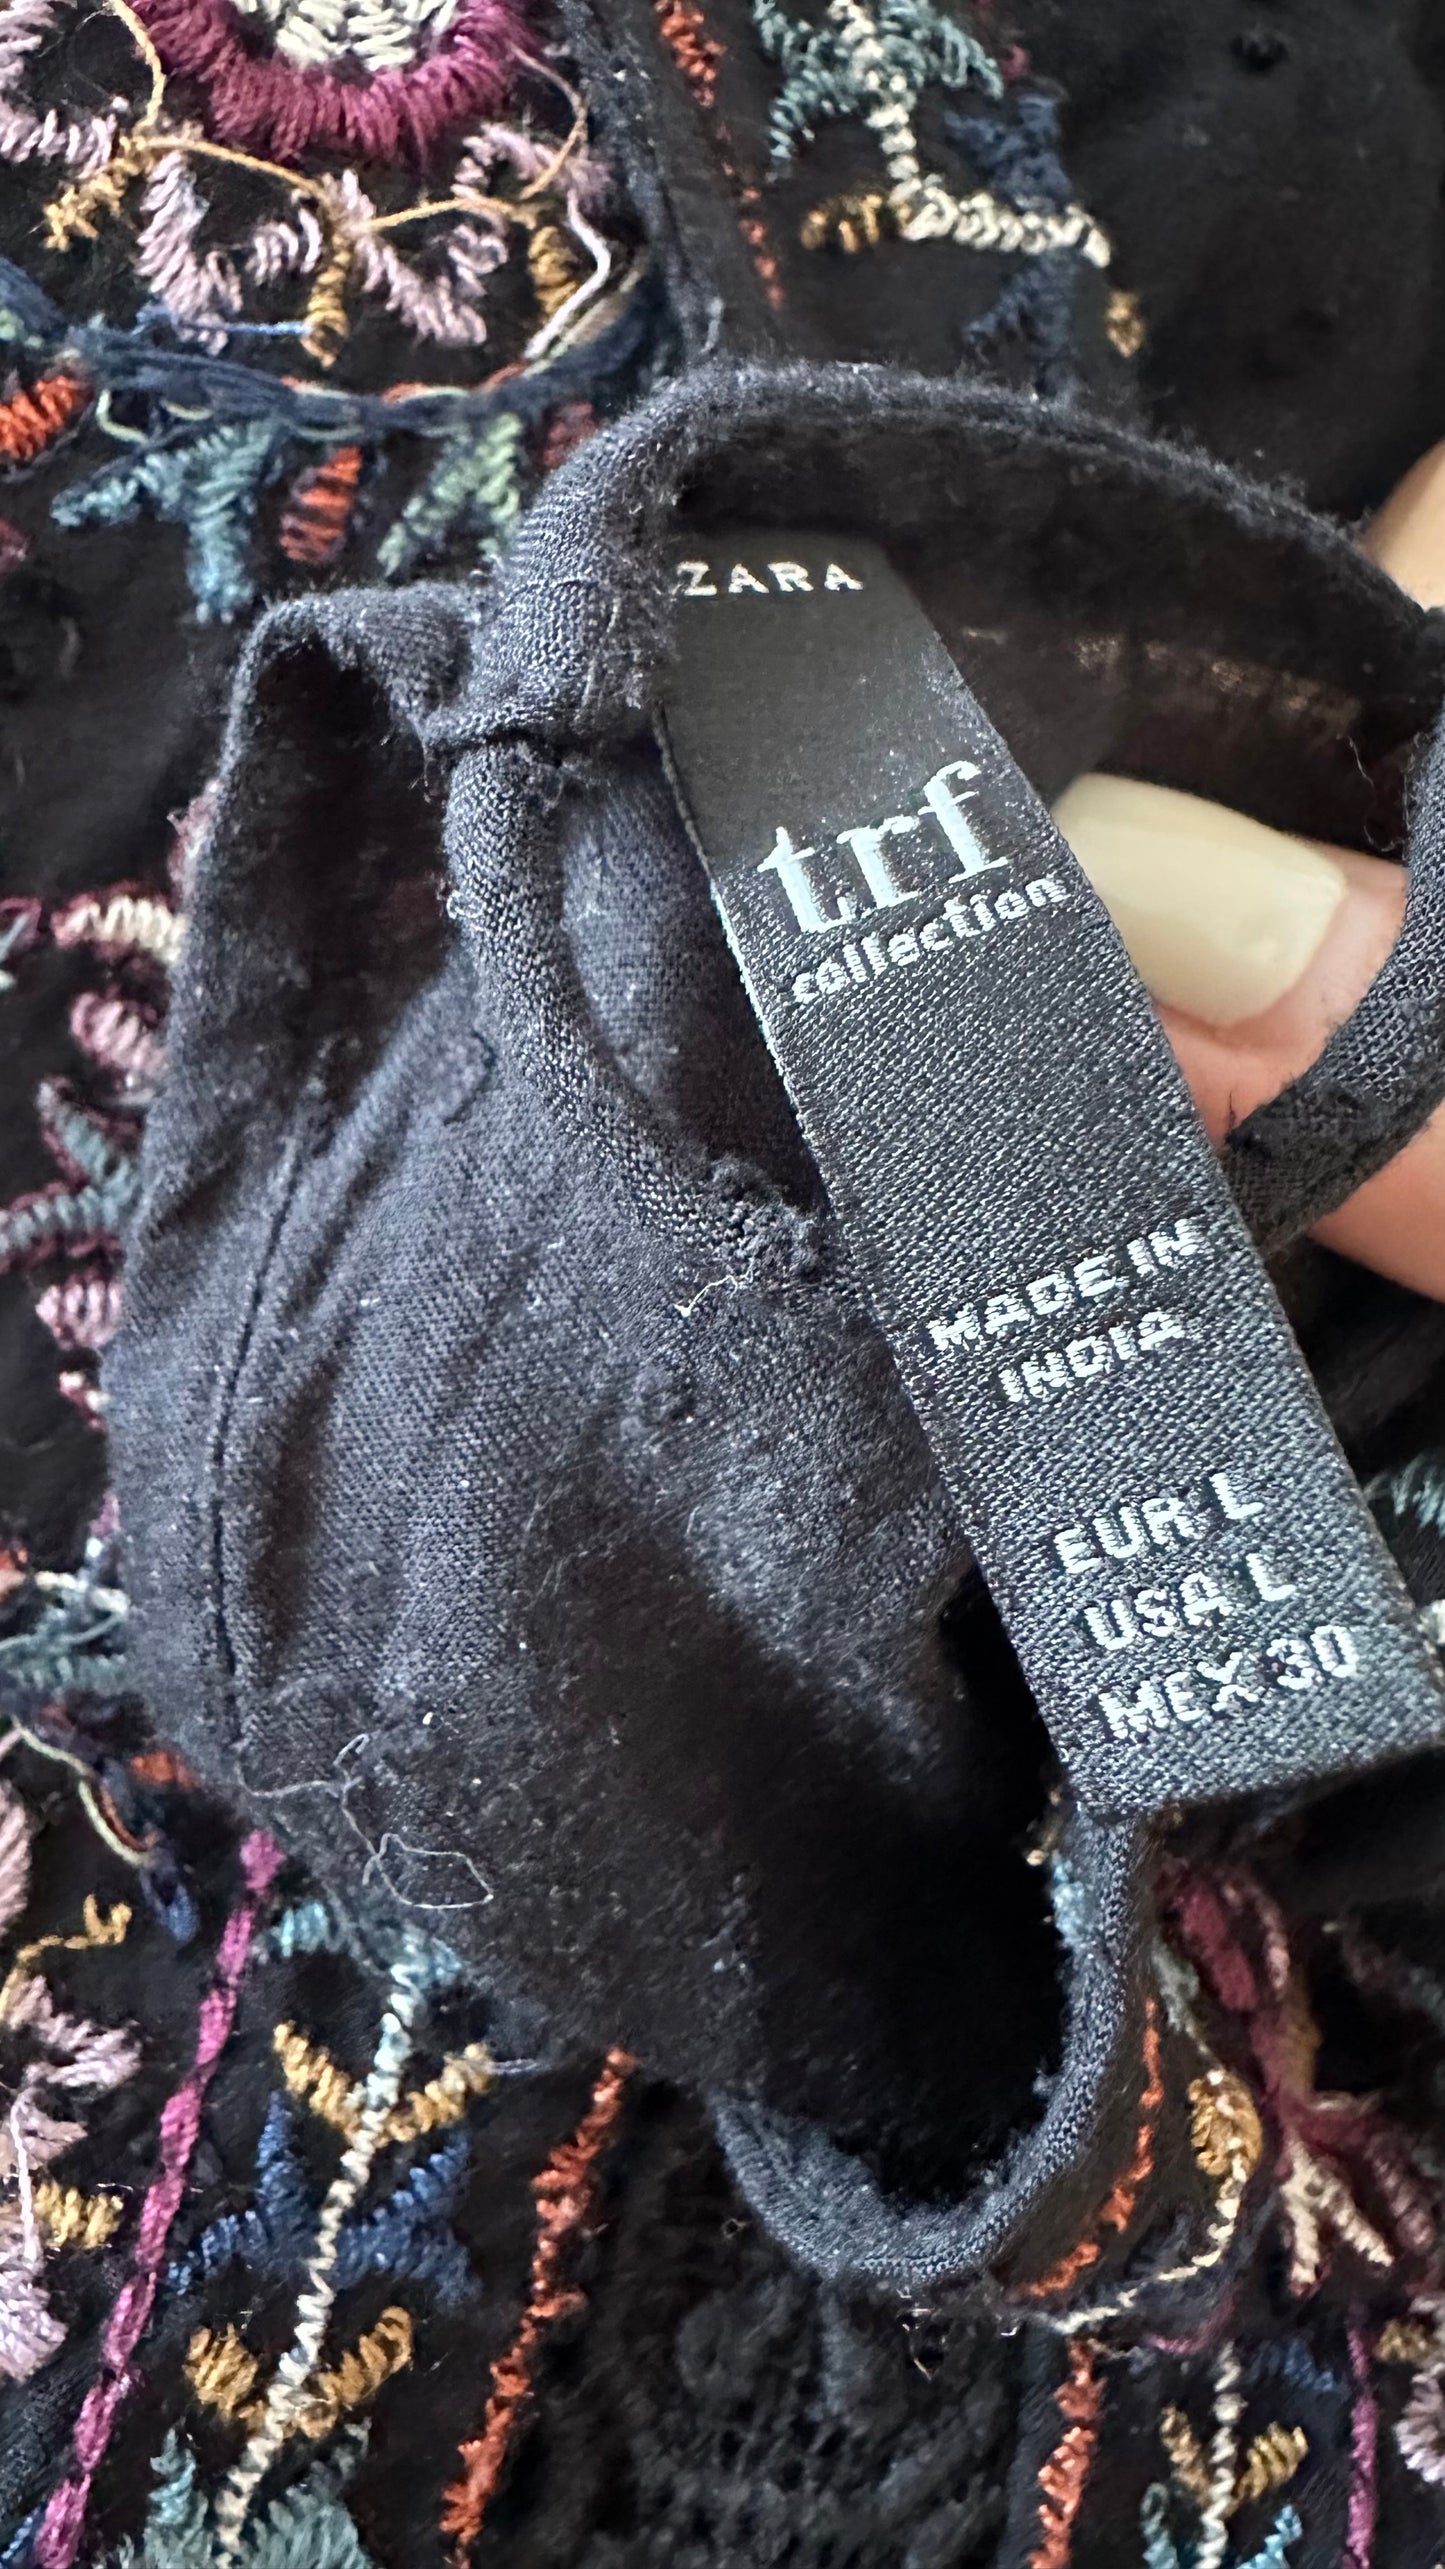 ZARA
trf
collection
MADE IN
INDIA
EUR L
USA L
MEX 30